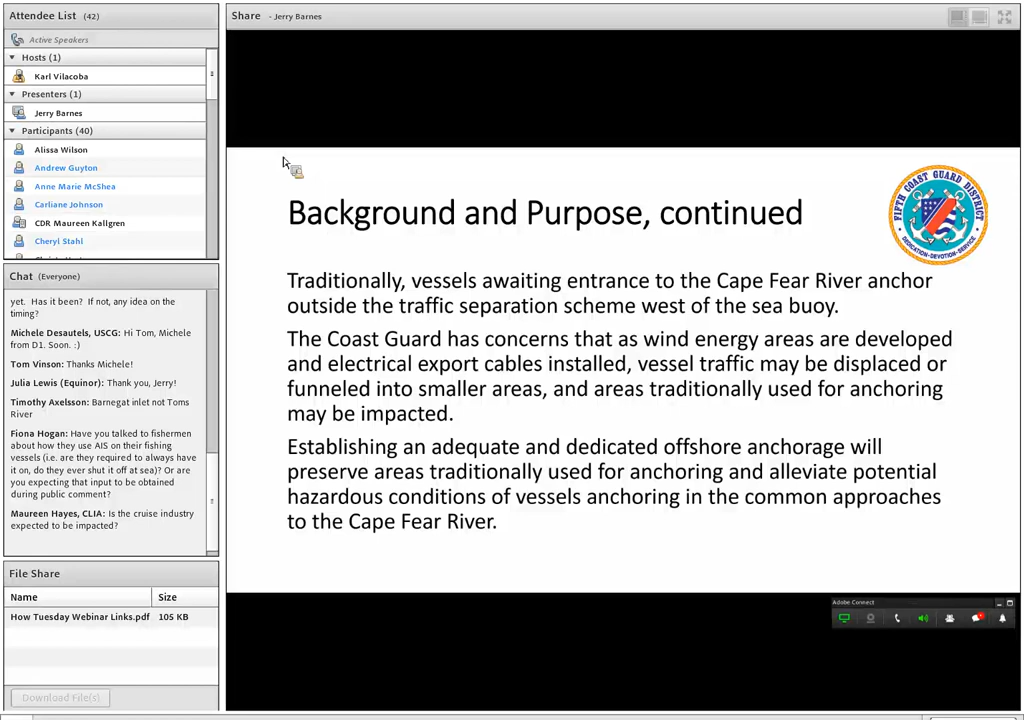 Attendee List (42)
Active Speakers
Hosts (1)
Karl Vilacoba
Presenters (1)
Jerry Barnes
Participants (40)
Alissa Wilson
Andrew Guyton
Anne Marie McShea
Carliane Johnson
CDR Maureen Kallgren
Cheryl Stahl
Chat (Everyone)
yet. Has it been? If not, any idea on the
timing?
Michele Desautels, USCG: Hi Tom, Michele
from D1. Soon. :)
Tom Vinson: Thanks Michele!
Julia Lewis (Equinor): Thank you, Jerry!
Timothy Axelsson: Barnegat inlet not Toms
River
Fiona Hogan: Have you talked to fishermen
about how they use AIS on their fishing
vessels (i.e. are they required to always have
it on, do they ever shut it off at sea)? Or are
you expecting that input to be obtained
during public comment?
Maureen Hayes, CLIA: Is the cruise industry
expected to be impacted?
File Share
Name Size
How Tuesday Webinar Links.pdf 105 KB
Download File(s)
Share - Jerry Barnes
Background and Purpose, continued
FIFTH COAST GUARD DISTRICT
DEDICATION-DEVOTION-SERVICE
Traditionally, vessels awaiting entrance to the Cape Fear River anchor
outside the traffic separation scheme west of the sea buoy.
The Coast Guard has concerns that as wind energy areas are developed
and electrical export cables installed, vessel traffic may be displaced or
funneled into smaller areas, and areas traditionally used for anchoring
may be impacted.
Establishing an adequate and dedicated offshore anchorage will
preserve areas traditionally used for anchoring and alleviate potential
hazardous conditions of vessels anchoring in the common approaches
to the Cape Fear River.
Adobe Connect